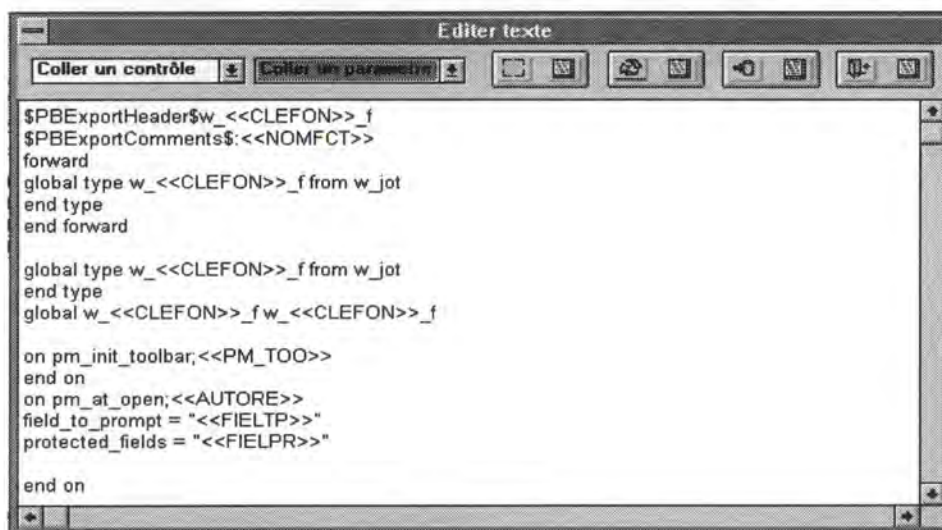 Editer texte
Coller un contrôle Coller un parametre
$PBExportHeader$w_<<CLEFON>>_f
$PBExportComments$:<<NOMFCT>>
forward
global type w_<<CLEFON>>_f from w_jot
end type
end forward
global type w_<<CLEFON>>_f from w_jot
end type
global w_<<CLEFON>>_f w_<<CLEFON>>_f
on pm_init_toolbar;<<PM_TOO>>
end on
on pm_at_open;<<AUTORE>>
field_to_prompt = "<<FIELTP>>"
protected_fields = "<<FIELPR>>"
end on